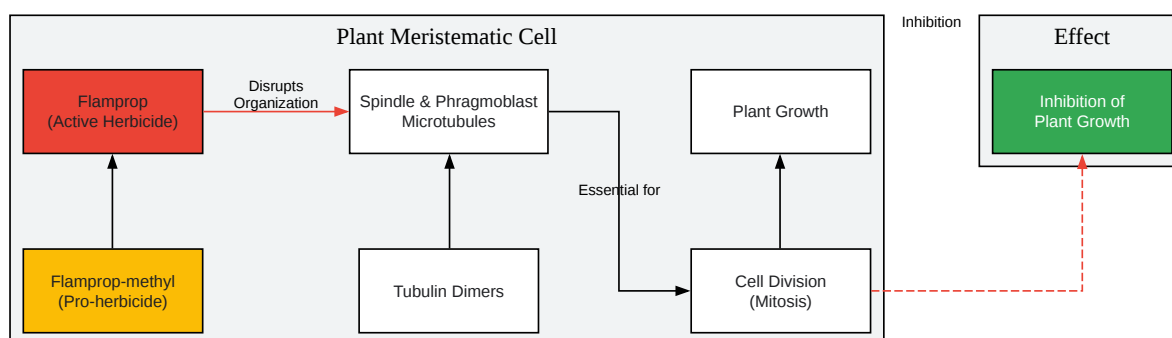 Plant Meristematic Cell
Inhibition
Effect
Flamprop
(Active Herbicide)
Disrupts
Organization
Spindle & Phragmoblast
Microtubules
Plant Growth
Inhibition of
Plant Growth
Essential for
Flamprop-methyl
(Pro-herbicide)
Tubulin Dimers
Cell Division
(Mitosis)